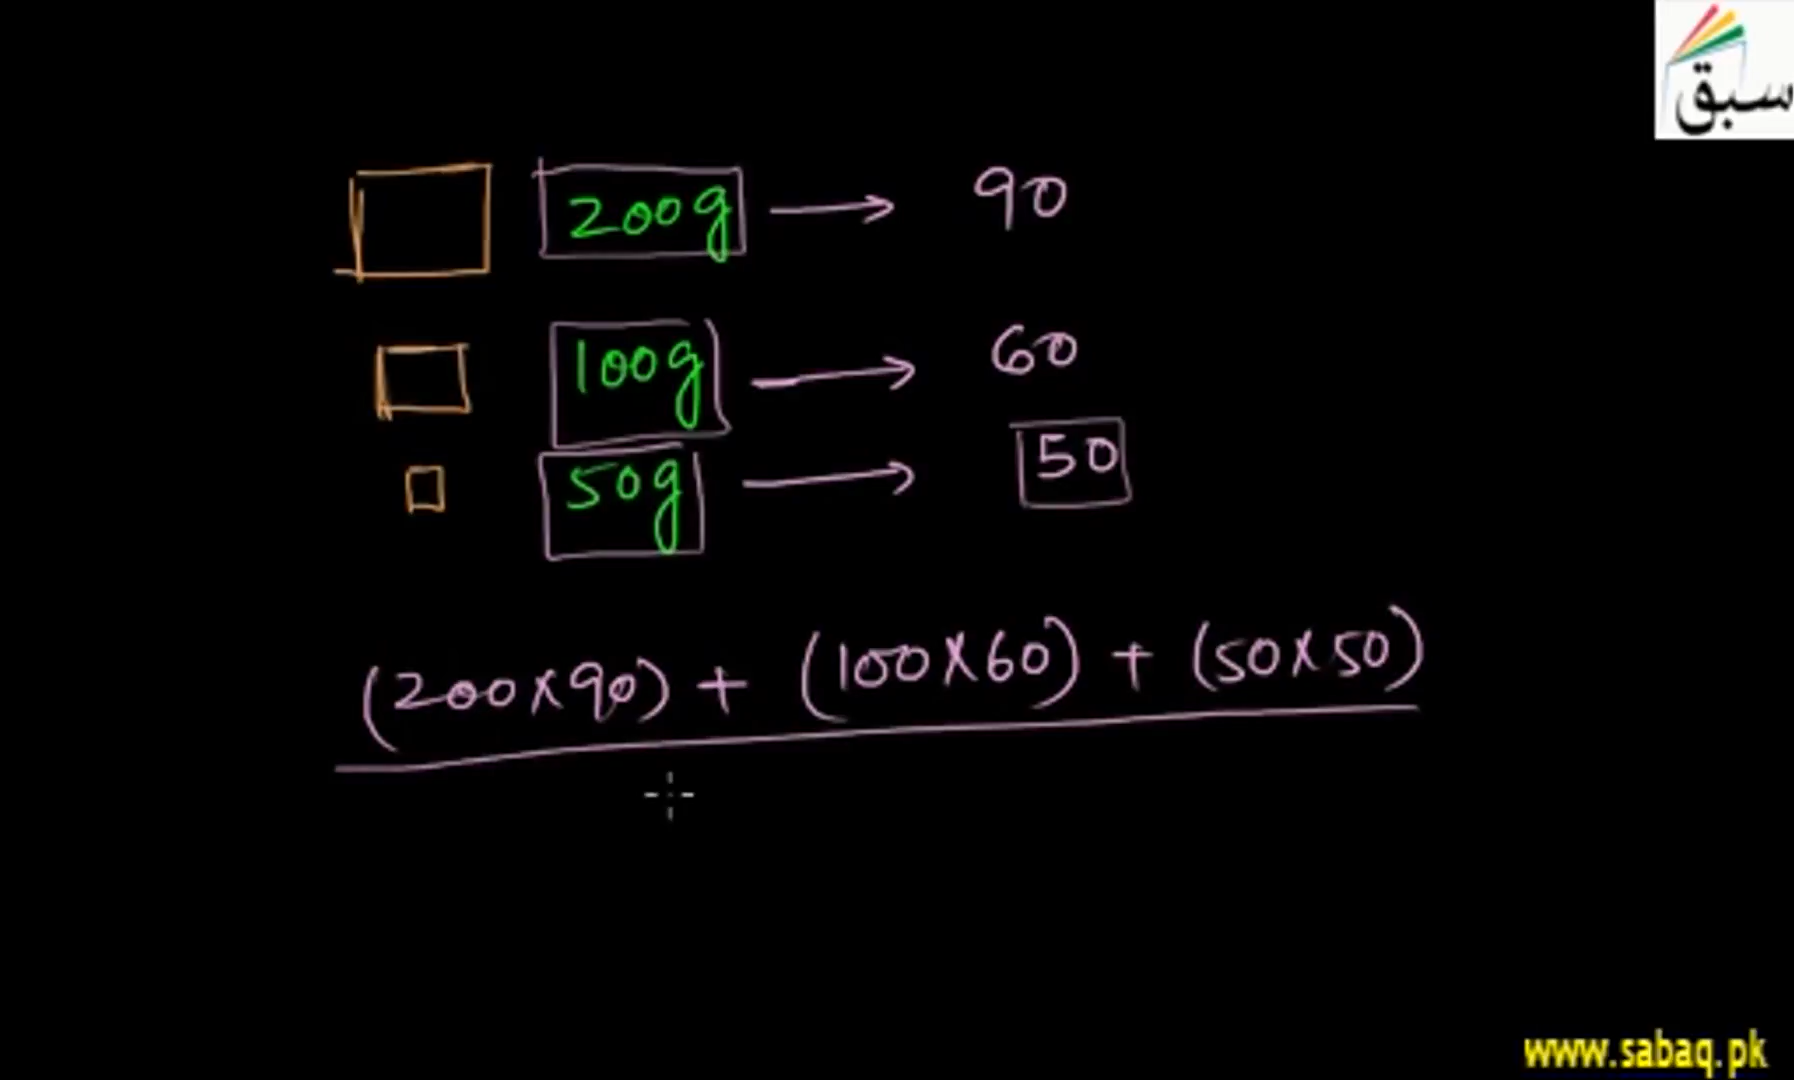 سبق
200g → 90
100g → 60
50g → 50
(200×90) + (100×60) + (50×50)
www.sabaq.pk